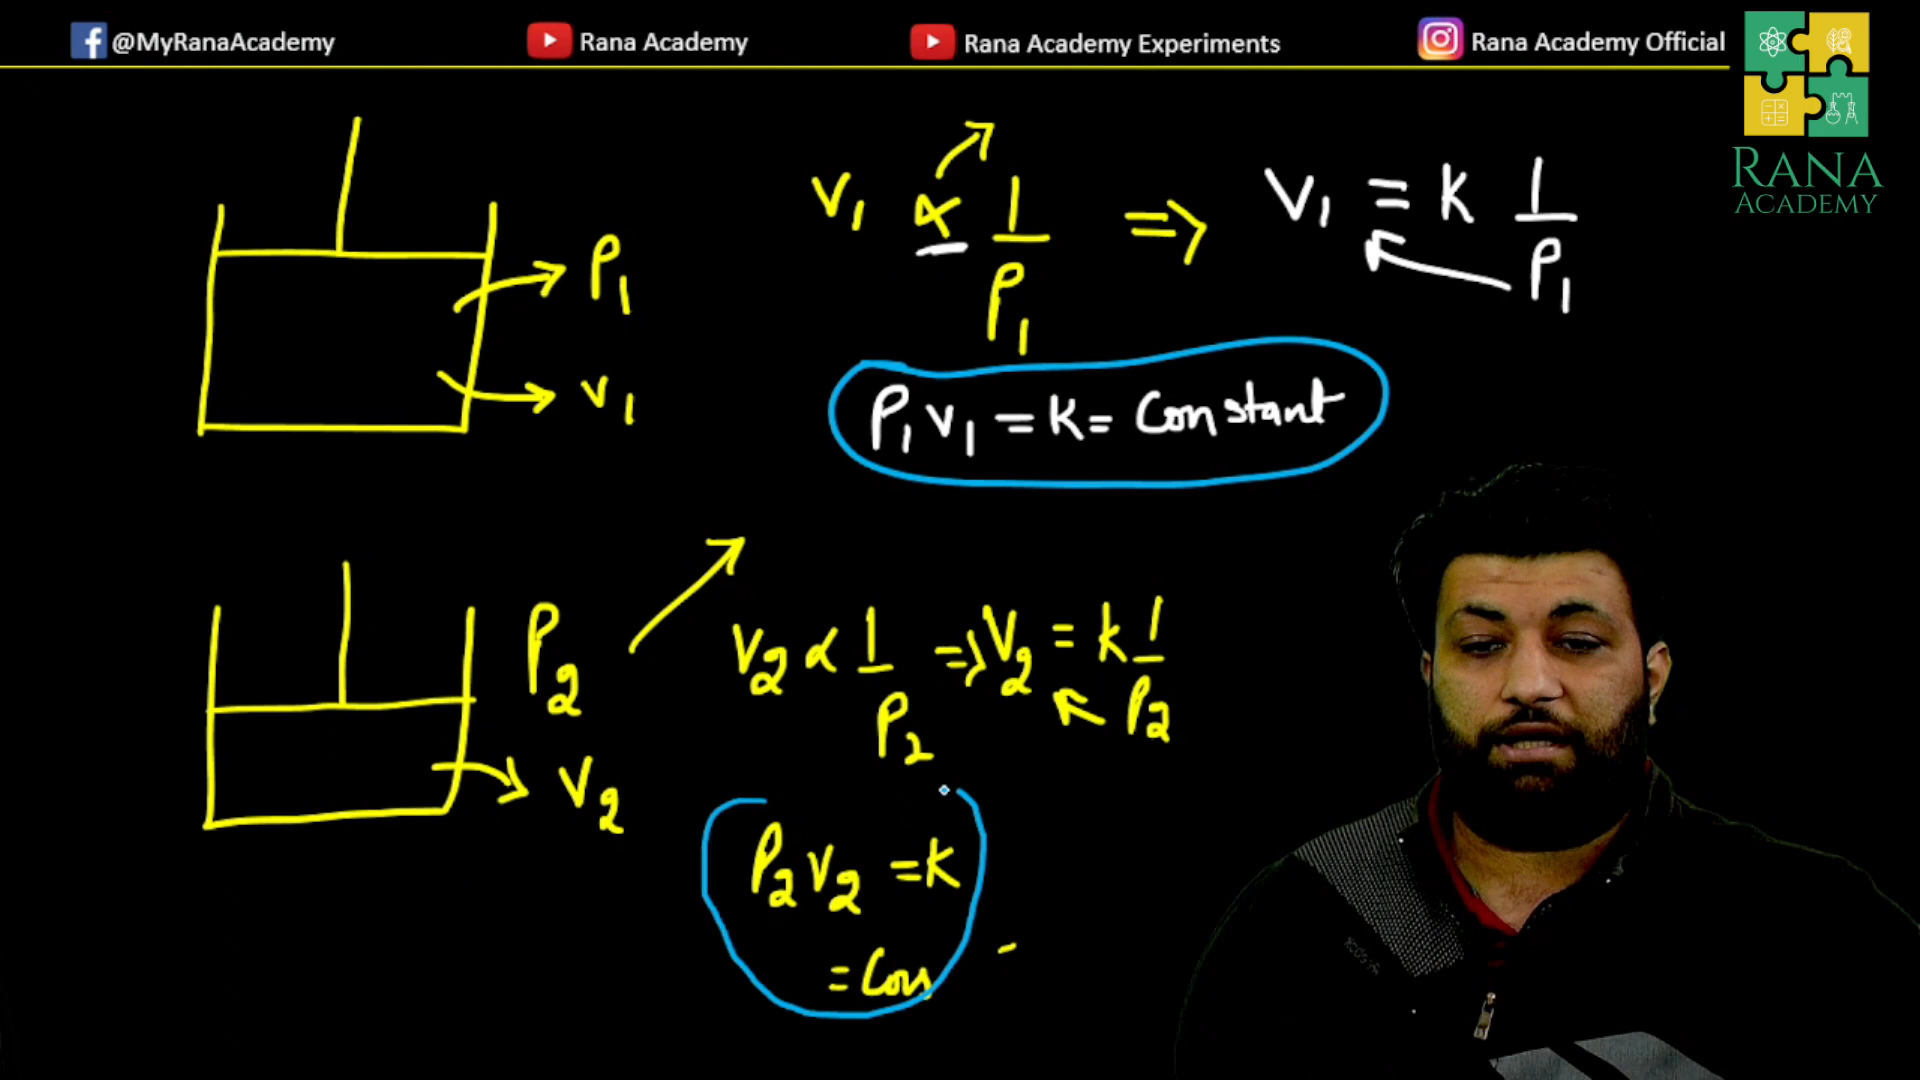 @MyRanaAcademy
Rana Academy
Rana Academy Experiments
Rana Academy Official
RANA
ACADEMY
P₁
V₁
V₁ ∝ 1/P₁ ⇒ V₁ = K 1/P₁
P₁V₁ = K = Constant
P₂
V₂
V₂ ∝ 1/P₂ ⇒ V₂ = K 1/P₂
P₂V₂ = K
= Con